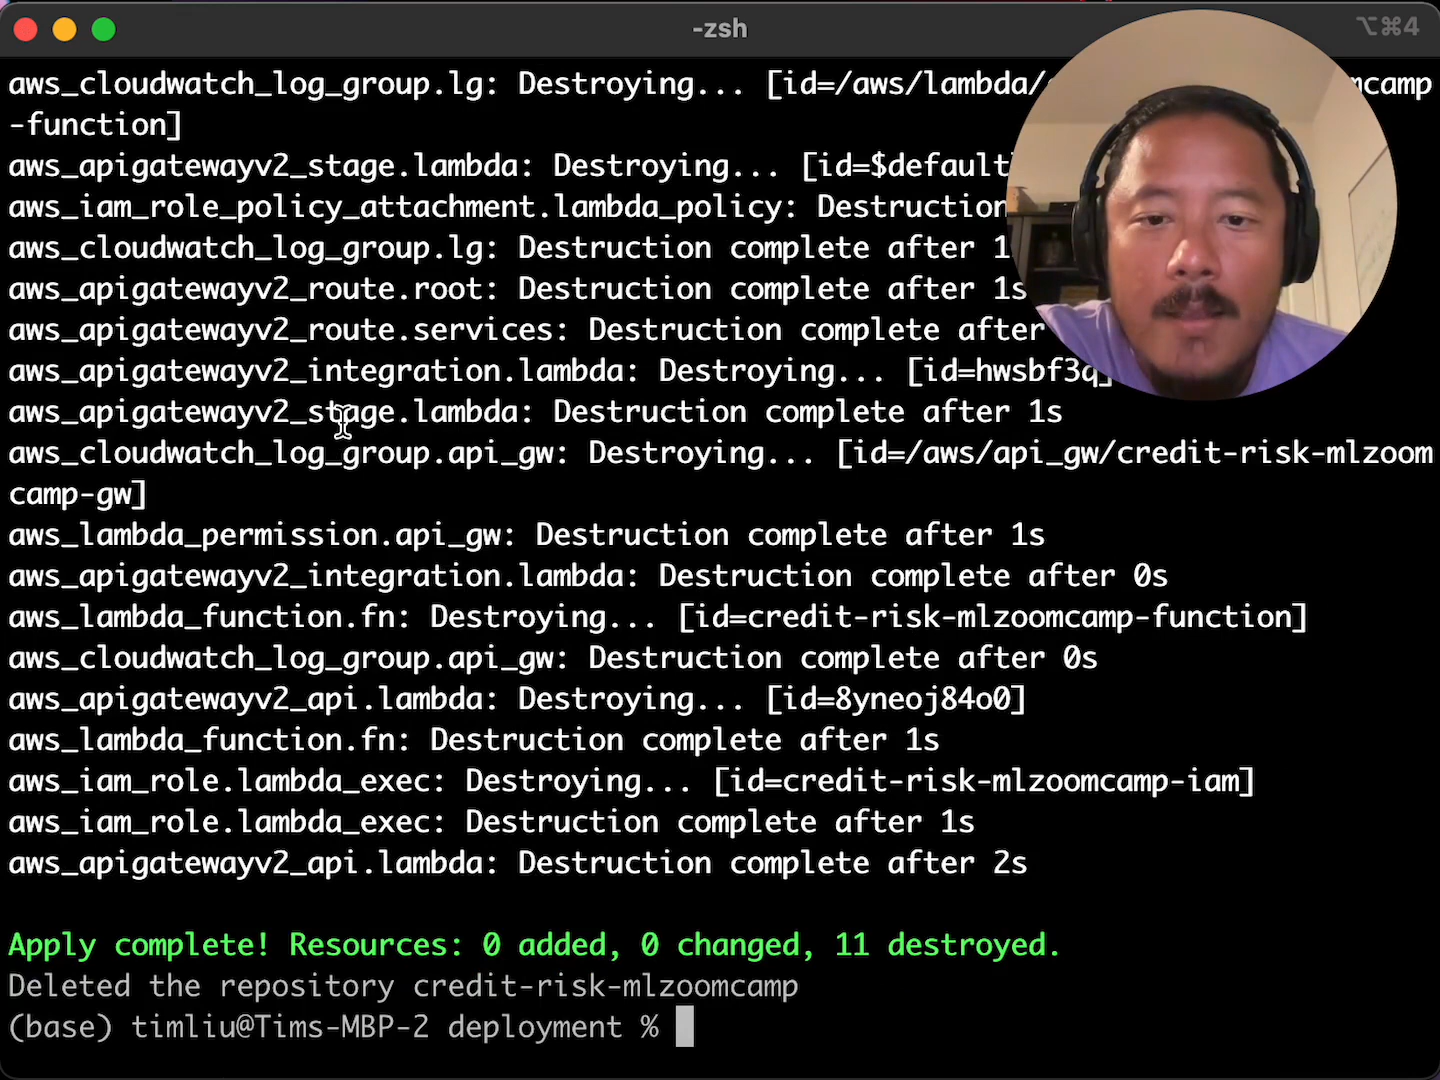 -zsh
⌥⌘4
aws_cloudwatch_log_group.lg: Destroying... [id=/aws/lambda/ mcamp
-function]
aws_apigatewayv2_stage.lambda: Destroying... [id=$default
aws_iam_role_policy_attachment.lambda_policy: Destruction
aws_cloudwatch_log_group.lg: Destruction complete after 1
aws_apigatewayv2_route.root: Destruction complete after 1s
aws_apigatewayv2_route.services: Destruction complete after
aws_apigatewayv2_integration.lambda: Destroying... [id=hwsbf3q]
aws_apigatewayv2_stage.lambda: Destruction complete after 1s
aws_cloudwatch_log_group.api_gw: Destroying... [id=/aws/api_gw/credit-risk-mlzoom
camp-gw]
aws_lambda_permission.api_gw: Destruction complete after 1s
aws_apigatewayv2_integration.lambda: Destruction complete after 0s
aws_lambda_function.fn: Destroying... [id=credit-risk-mlzoomcamp-function]
aws_cloudwatch_log_group.api_gw: Destruction complete after 0s
aws_apigatewayv2_api.lambda: Destroying... [id=8yneoj84o0]
aws_lambda_function.fn: Destruction complete after 1s
aws_iam_role.lambda_exec: Destroying... [id=credit-risk-mlzoomcamp-iam]
aws_iam_role.lambda_exec: Destruction complete after 1s
aws_apigatewayv2_api.lambda: Destruction complete after 2s
Apply complete! Resources: 0 added, 0 changed, 11 destroyed.
Deleted the repository credit-risk-mlzoomcamp
(base) timliu@Tims-MBP-2 deployment %